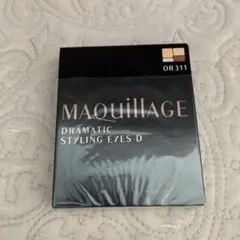 OR311
MAQuillAGE
DRAMATIC
STYLING EYES D